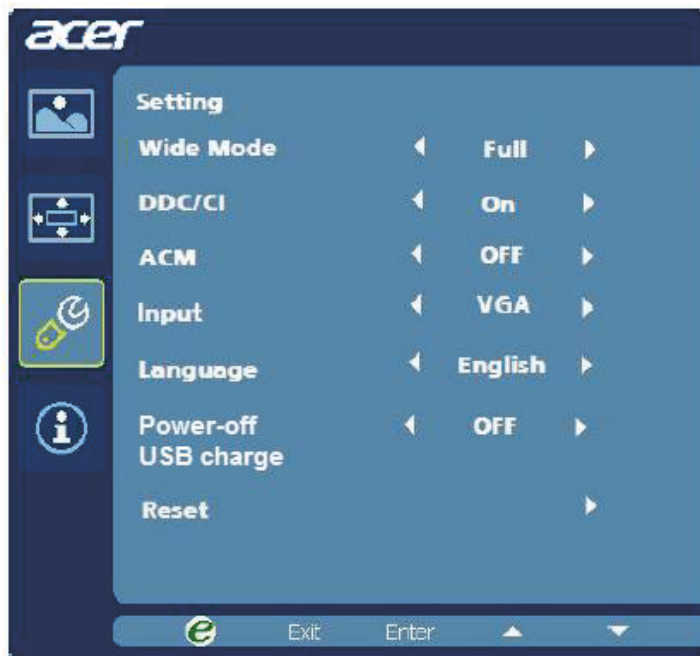 acer
Setting
Wide Mode Full
DDC/CI On
ACM OFF
Input VGA
Language English
Power-off OFF
USB charge
Reset
e Exit Enter